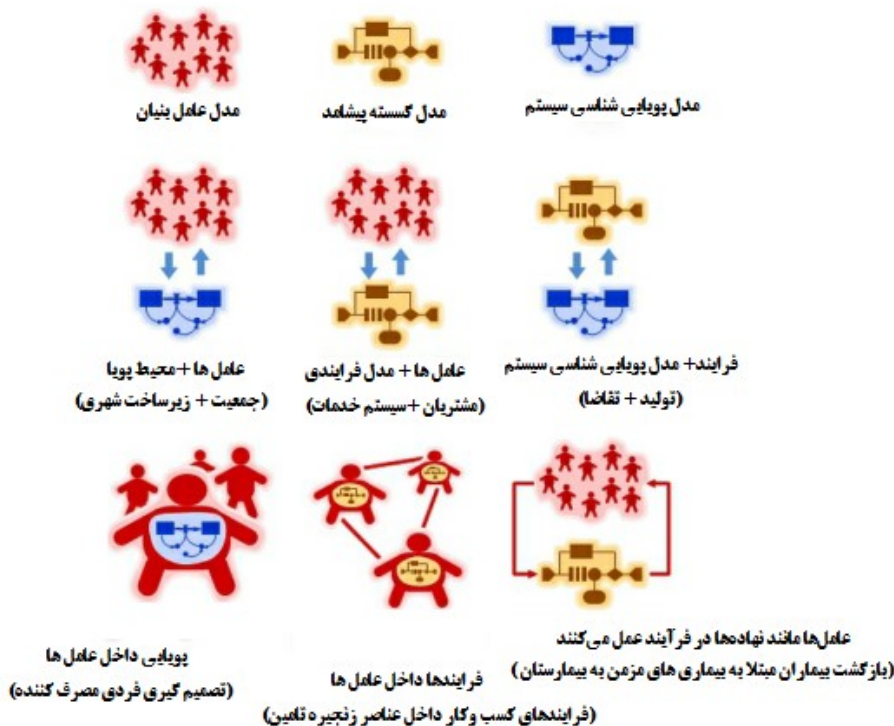 مدل پویایی شناسی سیستم
مدل گسسته پیشامد
مدل عامل بنیان
فرایند+ مدل پویایی شناسی سیستم
(تولید + تقاضا)
عامل ها + مدل فرایندی
(مشتریان +سیستم خدمات)
عامل ها +محیط پویا
(جمعیت + زیرساخت شهری)
عامل‌ها مانند نهاده‌ها در فرآیند عمل می‌کنند
(بازگشت بیماران مبتلا به بیماری های مزمن به بیمارستان)
فرایندها داخل عامل ها
(فرایندهای کسب وکار داخل عناصر زنجیره تامین)
پویایی داخل عامل ها
(تصمیم گیری فردی مصرف کننده)